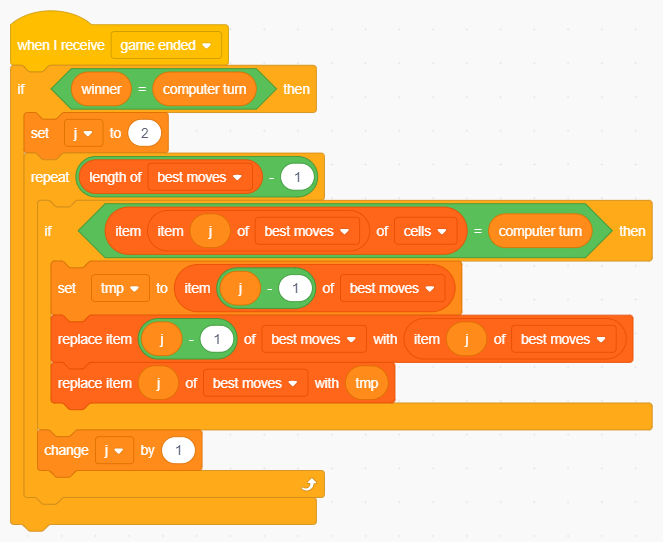 when I receive game ended
if winner = computer turn then
set j to 2
repeat length of best moves - 1
if item item j of best moves of cells = computer turn then
set tmp to item j - 1 of best moves
replace item j - 1 of best moves with item j of best moves
replace item j of best moves with tmp
change j by 1